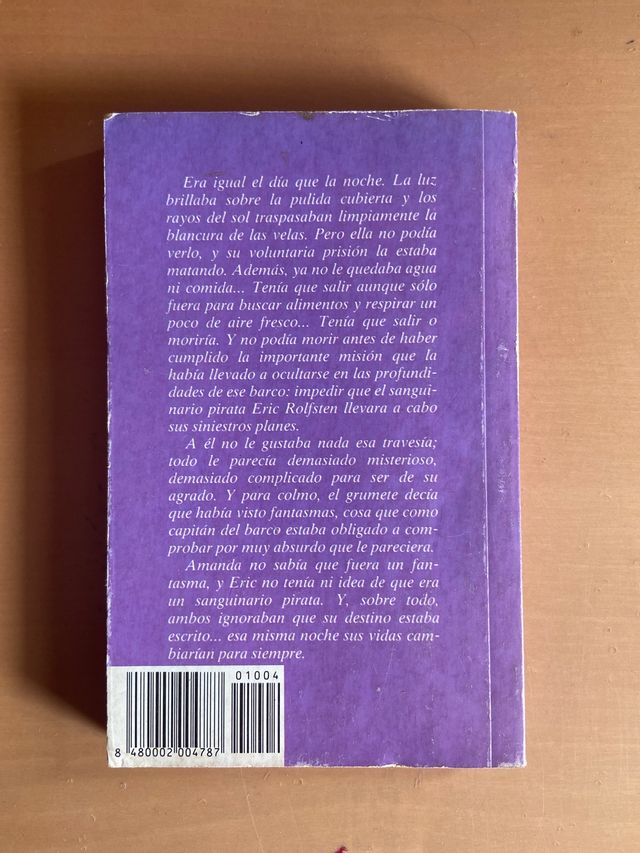 Era igual el día que la noche. La luz
brillaba sobre la pulida cubierta y los
rayos del sol traspasaban limpiamente la
blancura de las velas. Pero ella no podía
verlo, y su voluntaria prisión la estaba
matando. Además, ya no le quedaba agua
ni comida... Tenía que salir aunque sólo
fuera para buscar alimentos y respirar un
poco de aire fresco... Tenía que salir o
moriría. Y no podía morir antes de haber
cumplido la importante misión que la
había llevado a ocultarse en las profundi-
dades de ese barco: impedir que el sangui-
nario pirata Eric Rolfsten llevara a cabo
sus siniestros planes.
A él no le gustaba nada esa travesía;
todo le parecía demasiado misterioso,
demasiado complicado para ser de su
agrado. Y para colmo, el grumete decía
que había visto fantasmas, cosa que como
capitán del barco estaba obligado a com-
probar por muy absurdo que le pareciera.
Amanda no sabía que fuera un fan-
tasma, y Eric no tenía ni idea de que era
un sanguinario pirata. Y, sobre todo,
ambos ignoraban que su destino estaba
escrito... esa misma noche sus vidas cam-
biarían para siempre.
01004
8 480002 004787